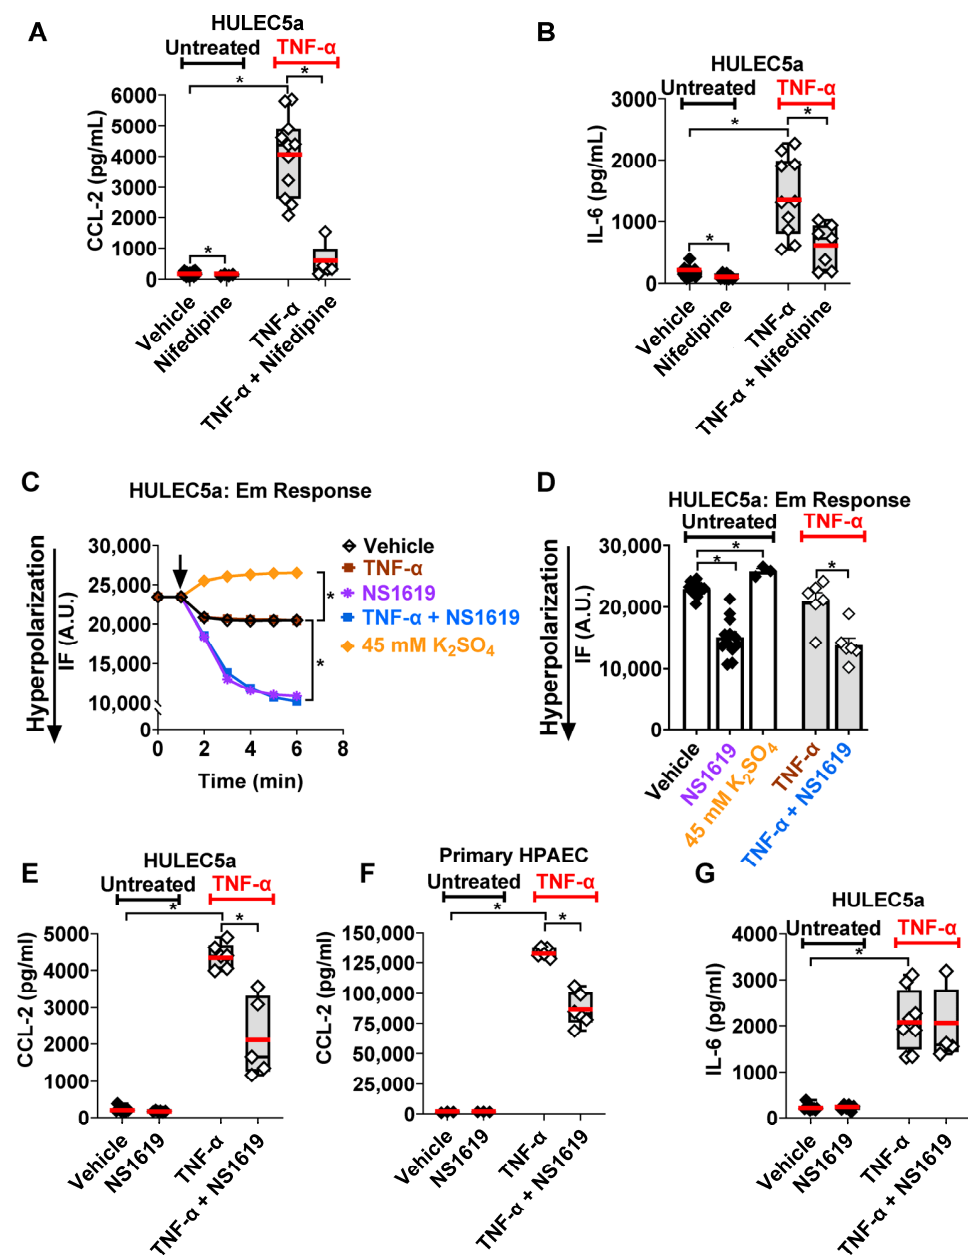 A
HULEC5a
Untreated
TNF-α
*
*
*
6000
5000
4000
3000
2000
1000
0
CCL-2 (pg/mL)
Vehicle
Nifedipine
TNF-α
TNF-α + Nifedipine
B
HULEC5a
Untreated
TNF-α
*
*
*
3000
2000
1000
0
IL-6 (pg/mL)
Vehicle
Nifedipine
TNF-α
TNF-α + Nifedipine
C
HULEC5a: Em Response
Hyperpolarization
IF (A.U.)
30,000
25,000
20,000
15,000
10,000
0
0 2 4 6 8
Time (min)
Vehicle
TNF-α
NS1619
TNF-α + NS1619
45 mM K₂SO₄
*
*
D
HULEC5a: Em Response
Untreated
TNF-α
*
*
*
Hyperpolarization
IF (A.U.)
30,000
20,000
10,000
0
Vehicle
NS1619
45 mM K₂SO₄
TNF-α
TNF-α + NS1619
E
HULEC5a
Untreated
TNF-α
*
*
5000
4000
3000
2000
1000
0
CCL-2 (pg/ml)
Vehicle
NS1619
TNF-α
TNF-α + NS1619
F
Primary HPAEC
Untreated
TNF-α
*
*
150,000
125,000
100,000
75,000
50,000
25,000
0
CCL-2 (pg/ml)
Vehicle
NS1619
TNF-α
TNF-α + NS1619
G
HULEC5a
Untreated
TNF-α
*
4000
3000
2000
1000
0
IL-6 (pg/ml)
Vehicle
NS1619
TNF-α
TNF-α + NS1619